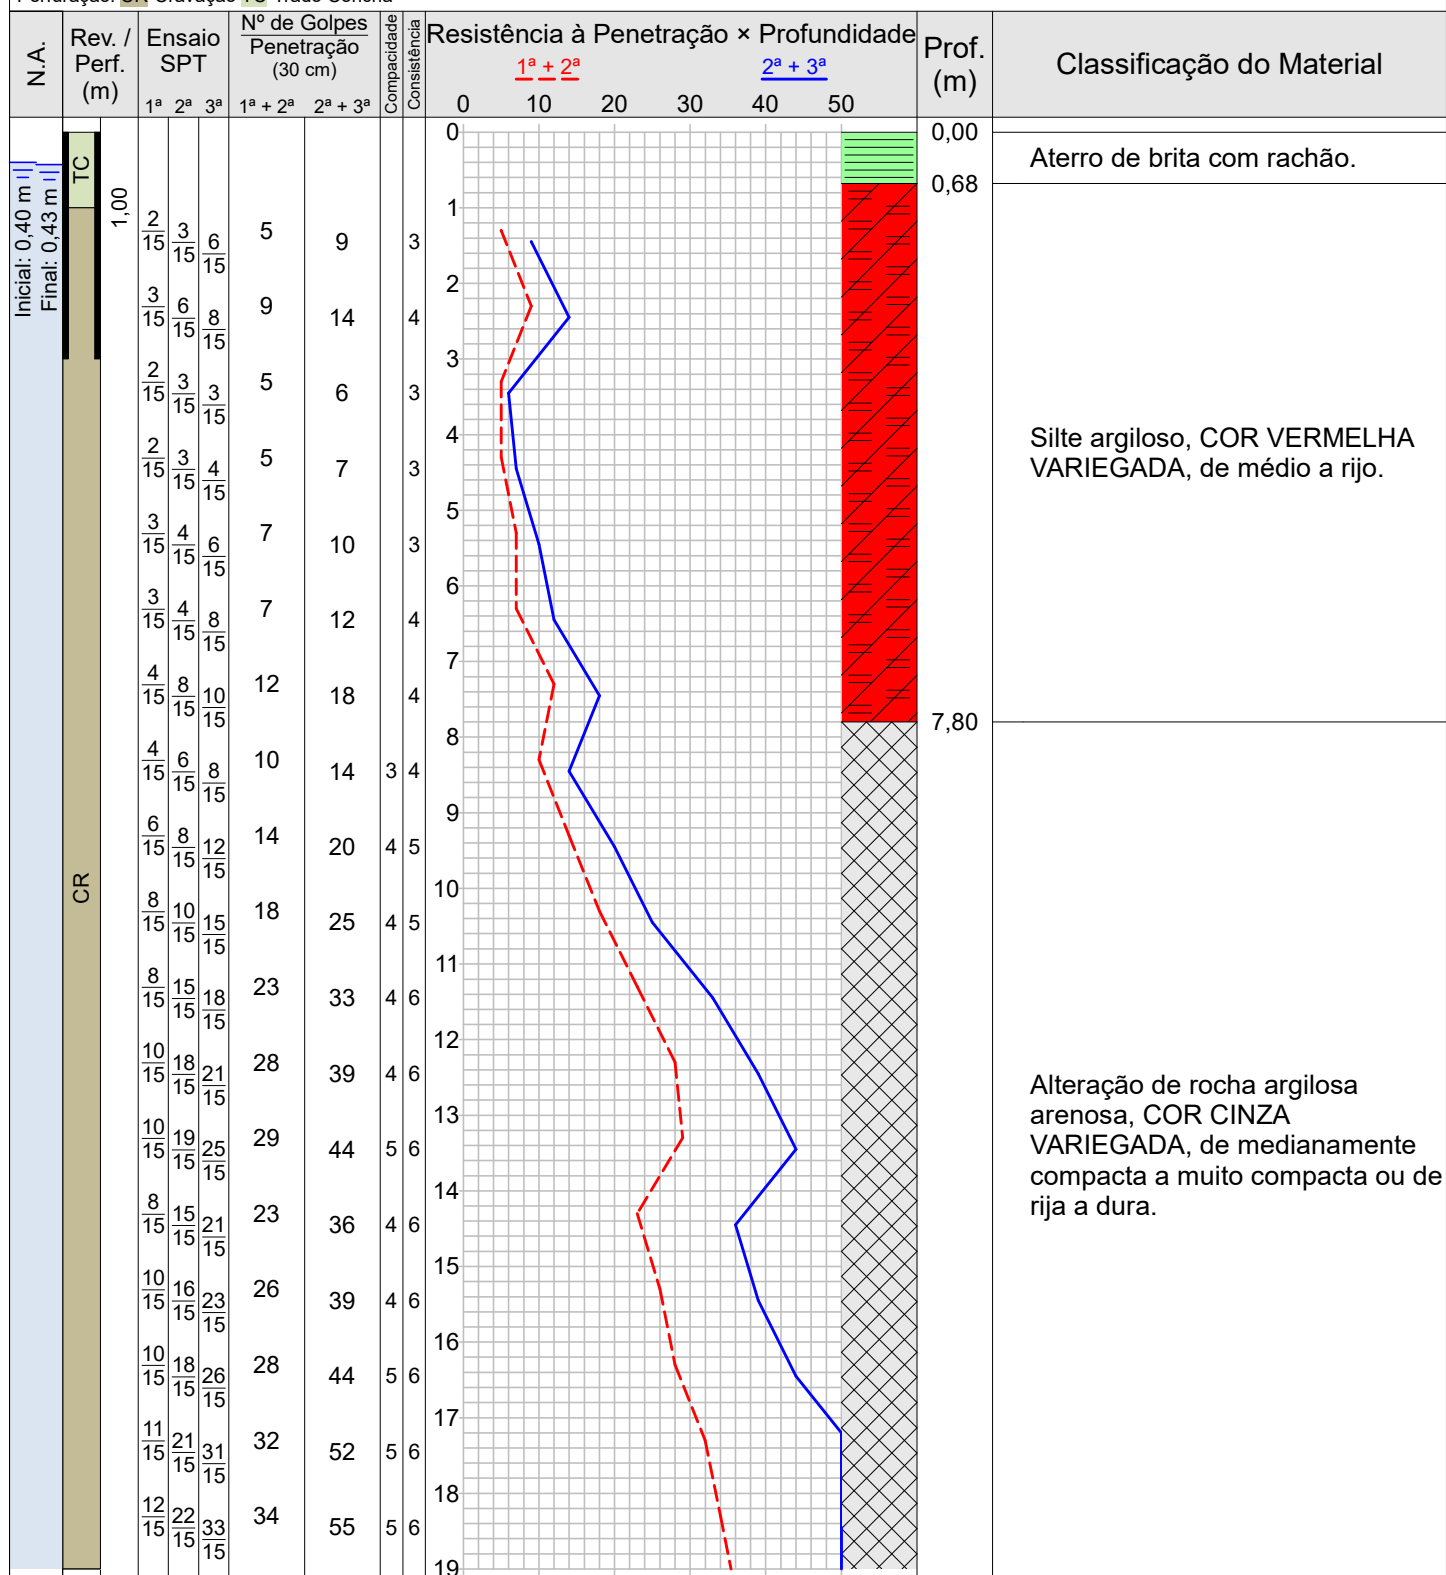 Perfuração: CR-Cravação TC-Trado Concha
N.A.
Rev. /
Perf.
(m)
Ensaio
SPT
1ª 2ª 3ª
Nº de Golpes
Penetração
(30 cm)
1ª + 2ª 2ª + 3ª
Compacidade
Consistência
Resistência à Penetração × Profundidade
1ª + 2ª 2ª + 3ª
0 10 20 30 40 50
Prof.
(m)
Classificação do Material
Inicial: 0,40 m
Final: 0,43 m
TC
CR
1,00
2/15 3/15 6/15 5 9 3
3/15 6/15 8/15 9 14 4
2/15 3/15 3/15 5 6 3
2/15 3/15 4/15 5 7 3
3/15 4/15 6/15 7 10 3
3/15 4/15 8/15 7 12 4
4/15 8/15 10/15 12 18 4
4/15 6/15 8/15 10 14 3 4
6/15 8/15 12/15 14 20 4 5
8/15 10/15 15/15 18 25 4 5
8/15 15/15 18/15 23 33 4 6
10/15 18/15 21/15 28 39 4 6
10/15 19/15 25/15 29 44 5 6
8/15 15/15 21/15 23 36 4 6
10/15 16/15 23/15 26 39 4 6
10/15 18/15 26/15 28 44 5 6
11/15 21/15 31/15 32 52 5 6
12/15 22/15 33/15 34 55 5 6
0
1
2
3
4
5
6
7
8
9
10
11
12
13
14
15
16
17
18
19
0,00
0,68
7,80
Aterro de brita com rachão.
Silte argiloso, COR VERMELHA
VARIEGADA, de médio a rijo.
Alteração de rocha argilosa
arenosa, COR CINZA
VARIEGADA, de medianamente
compacta a muito compacta ou de
rija a dura.